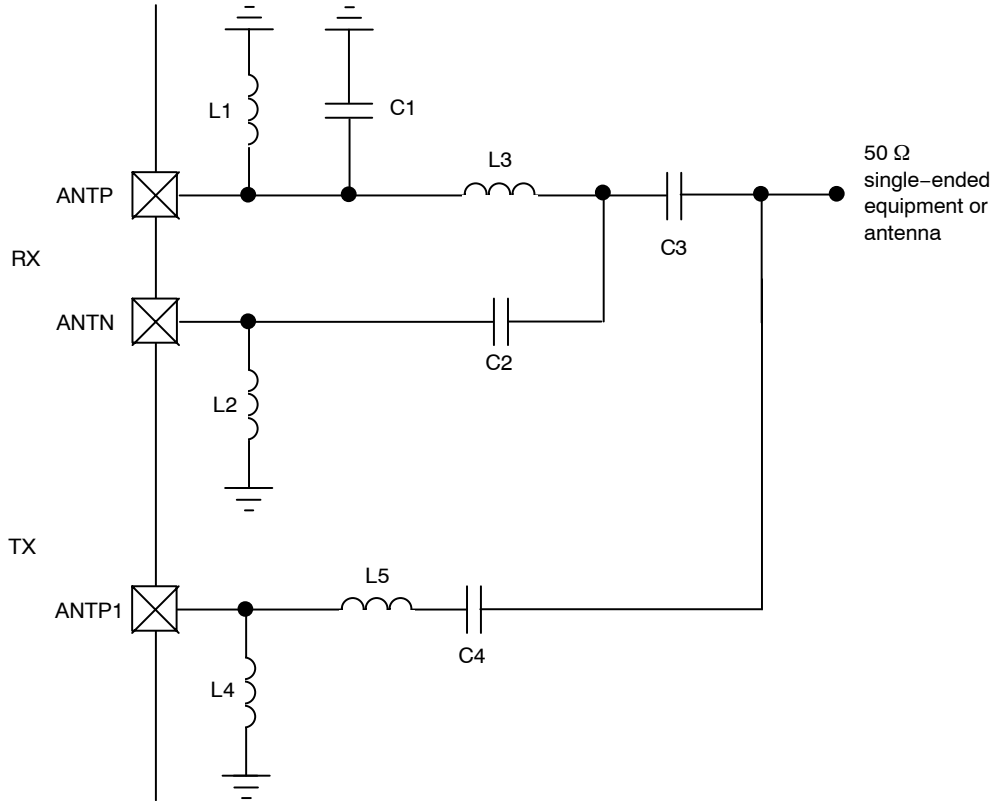 L1
C1
L3
50 Ω
single−ended
equipment or
antenna
ANTP
C3
RX
ANTN
C2
L2
TX
L5
ANTP1
C4
L4